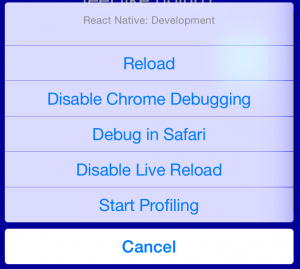 React Native: Development
Reload
Disable Chrome Debugging
Debug in Safari
Disable Live Reload
Start Profiling
Cancel